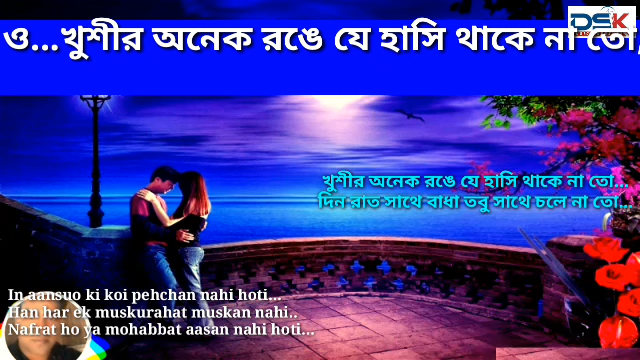 DSK
ও...খুশীর অনেক রঙে যে হাসি থাকে না তো,
খুশীর অনেক রঙে যে হাসি থাকে না তো...
দিন রাত সাথে বাধা তবু সাথে চলে না তো...
In aansuo ki koi pehchan nahi hoti...
Han har ek muskurahat muskan nahi..
Nafrat ho ya mohabbat aasan nahi hoti...